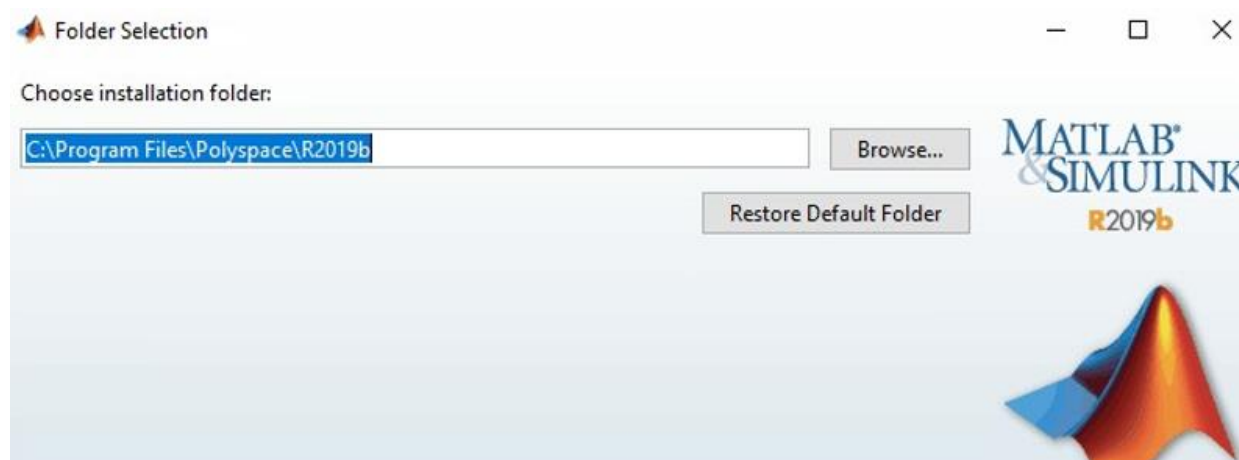 Folder Selection
Choose installation folder:
C:\Program Files\Polyspace\R2019b
Browse...
Restore Default Folder
MATLAB®
&SIMULINK
R2019b